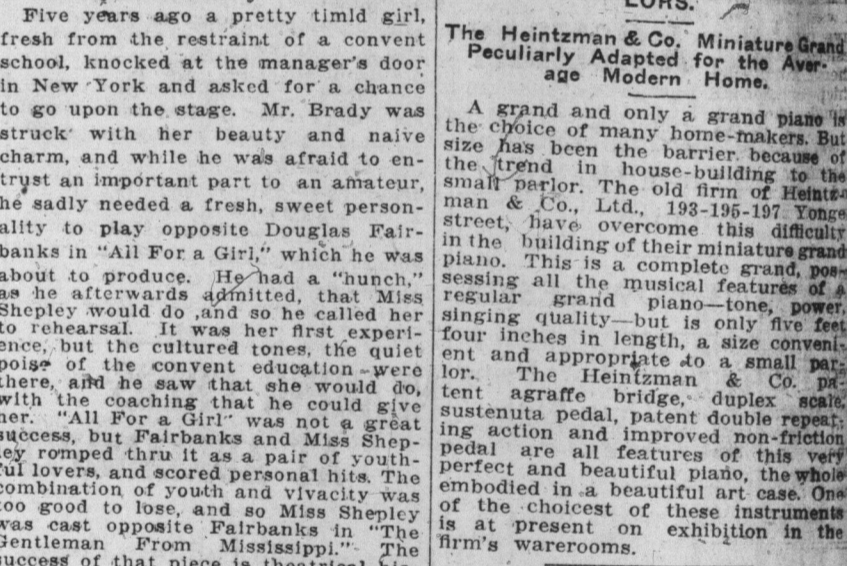 Five years ago a pretty timid girl,
fresh from the restraint of a convent
school, knocked at the manager's door
in New York and asked for a chance
to go upon the stage. Mr. Brady was
struck with her beauty and naive
charm, and while he was afraid to en-
trust an important part to an amateur,
he sadly needed a fresh, sweet person-
ality to play opposite Douglas Fair-
banks in "All For a Girl," which he was
about to produce. He had a "hunch,"
as he afterwards admitted, that Miss
Shepley would do ,and so he called her
to rehearsal. It was her first experi-
ence, but the cultured tones, the quiet
poise of the convent education were
there, and he saw that she would do,
with the coaching that he could give
her. "All For a Girl" was not a great
success, but Fairbanks and Miss Shep-
ley romped thru it as a pair of youth-
ful lovers, and scored personal hits. The
combination of youth and vivacity was
too good to lose, and so Miss Shepley
was cast opposite Fairbanks in "The
Gentleman From Mississippi." The
success of that piece is theatrical his-
LORS.
The Heintzman & Co. Miniature Grand
Peculiarly Adapted for the Aver-
age Modern Home.
A grand and only a grand piano is
the choice of many home-makers. But
size has been the barrier because of
the trend in house-building to the
small parlor. The old firm of Heintz-
man & Co., Ltd., 193-195-197 Yonge
street, have overcome this difficulty
in the building of their miniature grand
piano. This is a complete grand, pos-
sessing all the musical features of a
regular grand piano—tone, power,
singing quality—but is only five feet
four inches in length, a size conveni-
ent and appropriate to a small par-
lor. The Heintzman & Co. pa-
tent agraffe bridge, duplex scale,
sustenuta pedal, patent double repeat-
ing action and improved non-friction
pedal are all features of this very
perfect and beautiful piano, the whole
embodied in a beautiful art case. One
of the choicest of these instruments
is at present on exhibition in the
firm's warerooms.